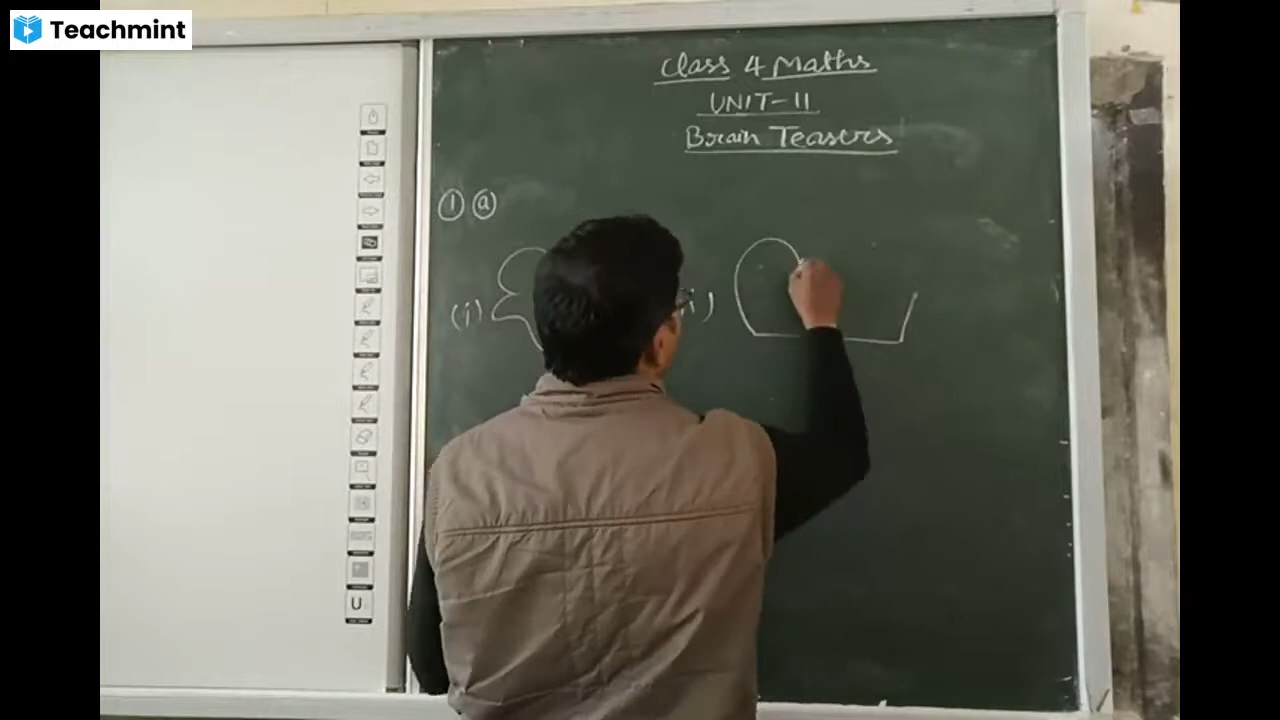 Teachmint
Class 4 Maths
UNIT-11
Brain Teasers
1 a
(i)
U